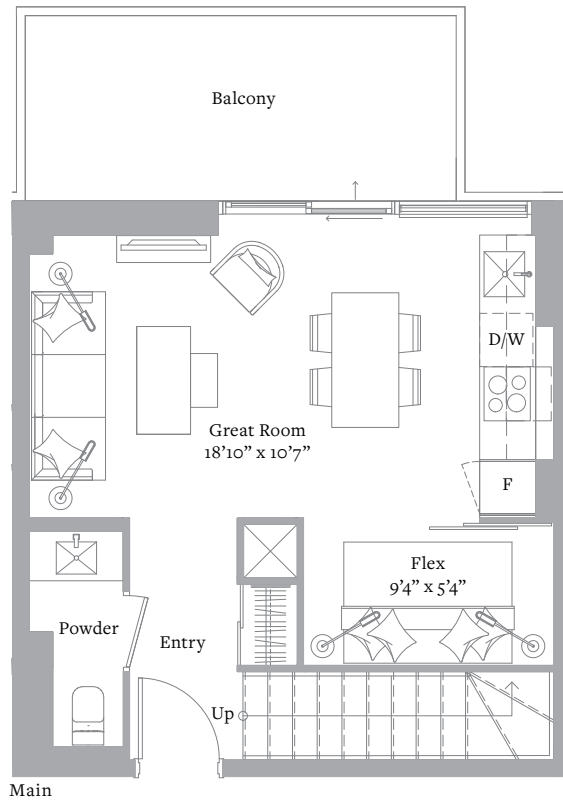 Balcony
D/W
Great Room
18’10” x 10’7”
F
Flex
9’4” x 5’4”
Powder
Entry
Up
Main